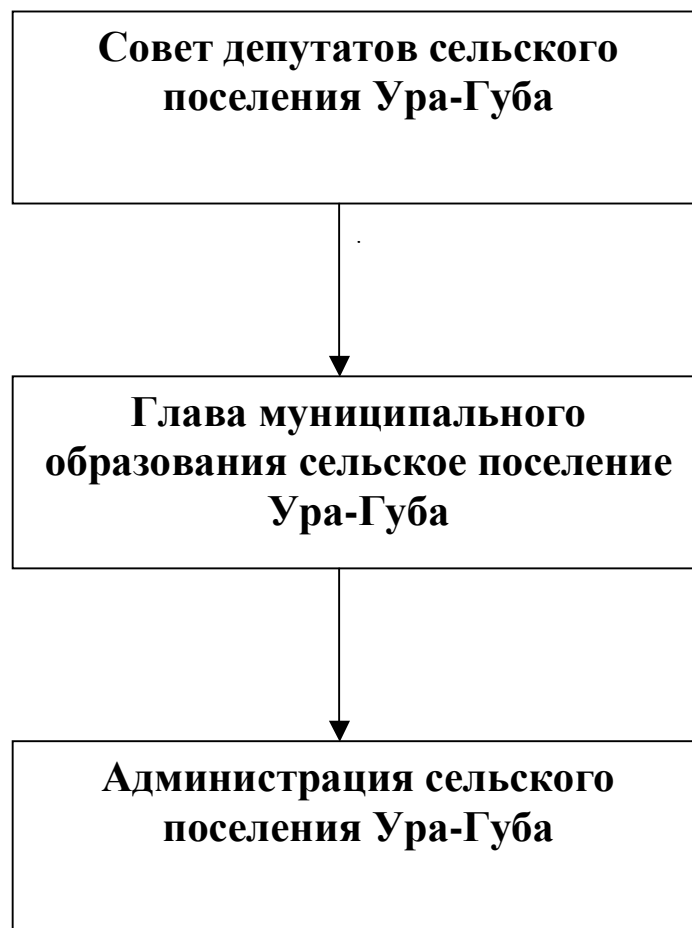 Совет депутатов сельского
поселения Ура-Губа
Глава муниципального
образования сельское поселение
Ура-Губа
Администрация сельского
поселения Ура-Губа